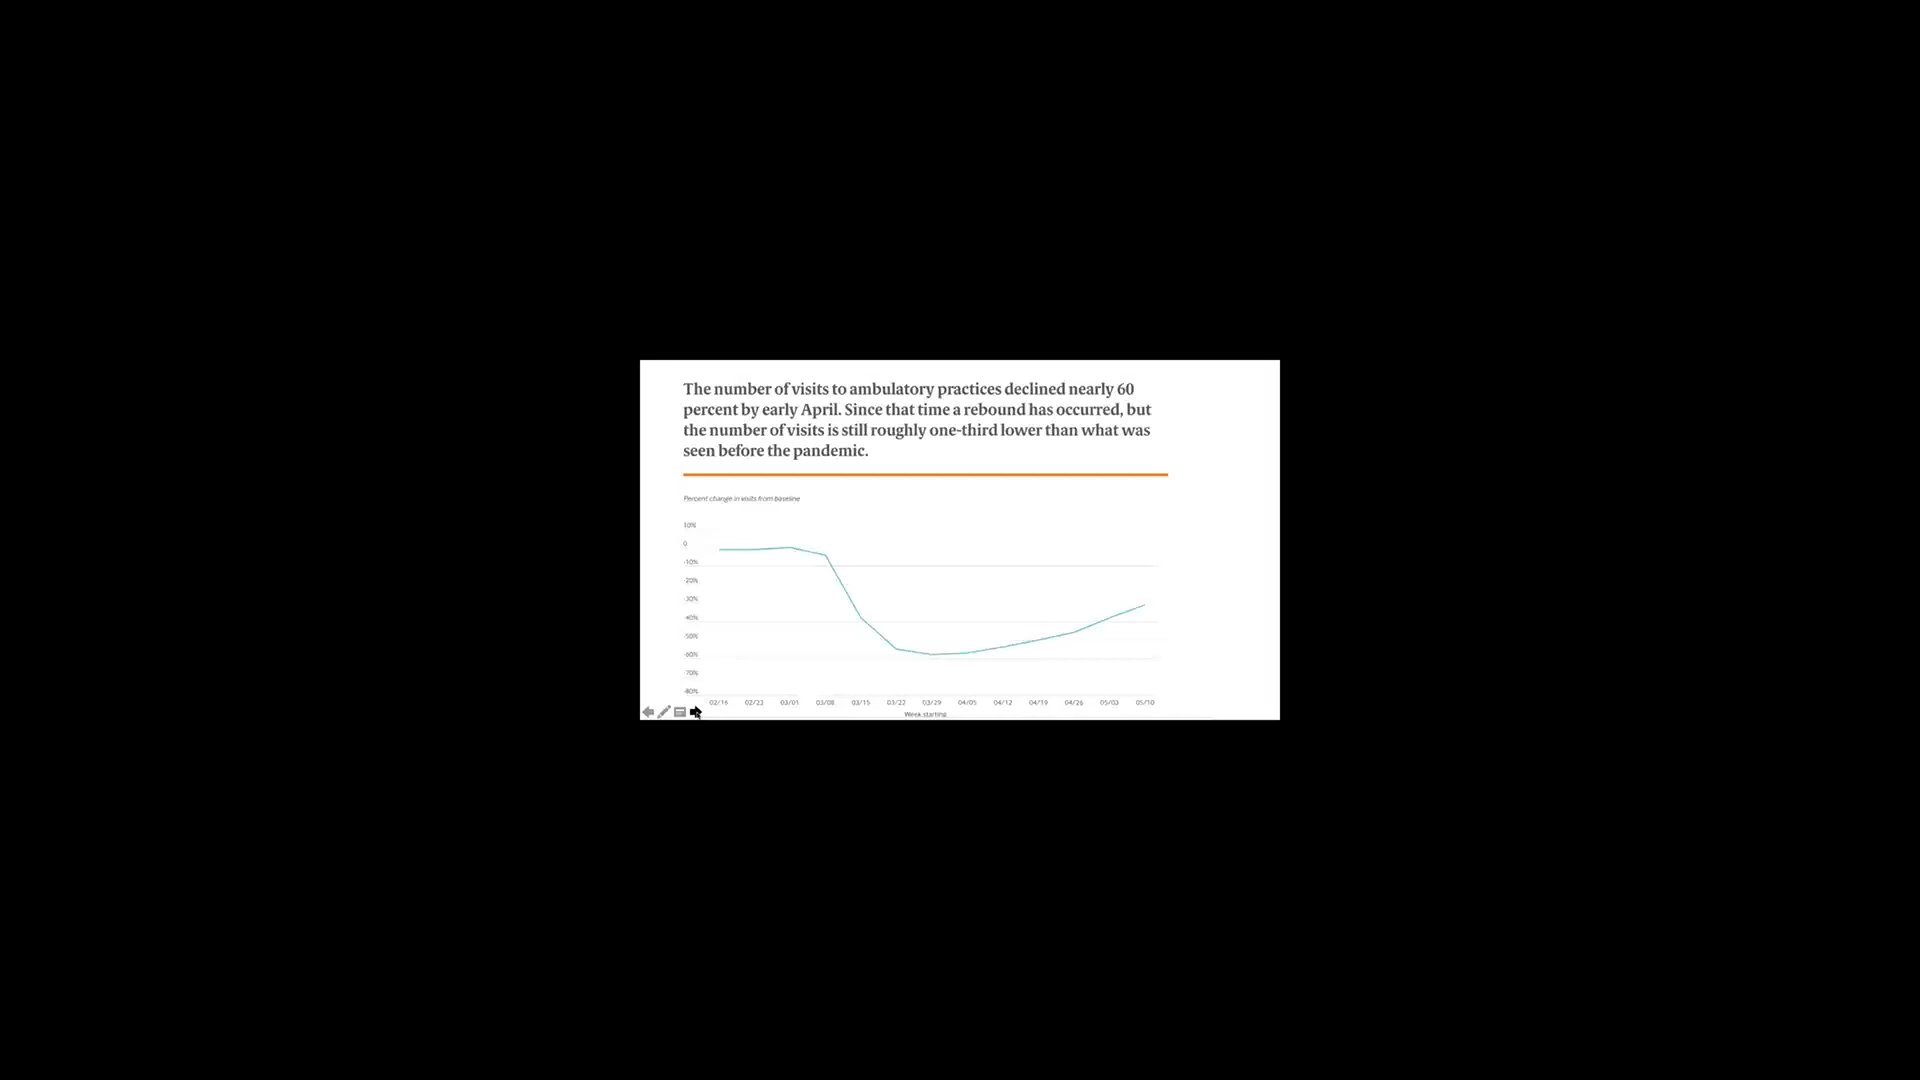 The number of visits to ambulatory practices declined nearly 60
percent by early April. Since that time a rebound has occurred, but
the number of visits is still roughly one-third lower than what was
seen before the pandemic.
Percent change in visits from baseline
10%
0
-10%
-20%
-30%
-40%
-50%
-60%
-70%
-80%
02/16 02/23 03/01 03/08 03/15 03/22 03/29 04/05 04/12 04/19 04/26 05/03 05/10
Week starting